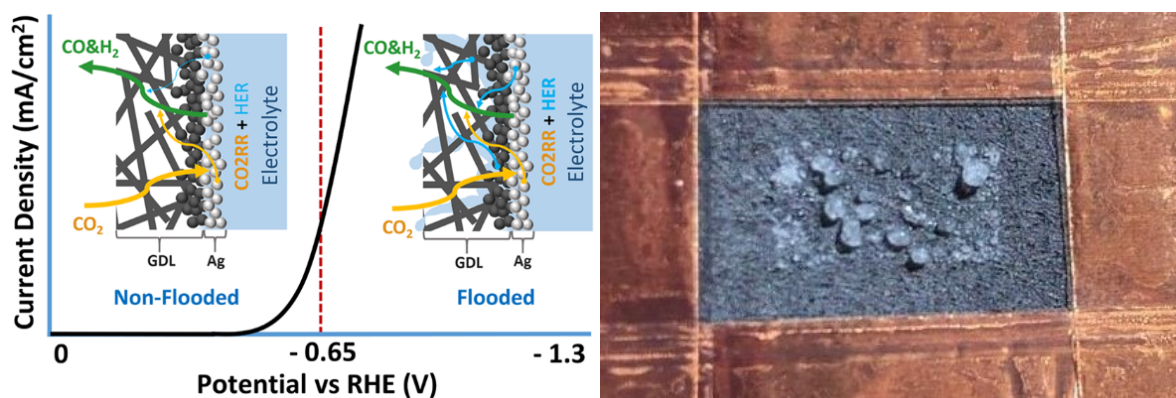 Current Density (mA/cm²)
CO&H₂
CO₂
CO2RR + HER
Electrolyte
GDL
Ag
Non-Flooded
CO&H₂
CO₂
CO2RR + HER
Electrolyte
GDL
Ag
Flooded
0
- 0.65
- 1.3
Potential vs RHE (V)